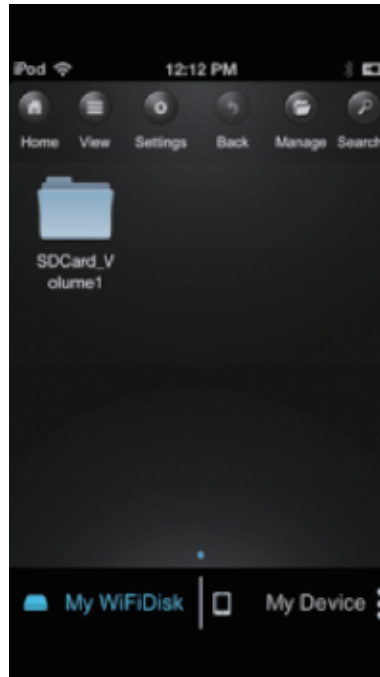 iPod 12:12 PM
Home View Settings Back Manage Search
SDCard_V
olume1
My WiFiDisk My Device